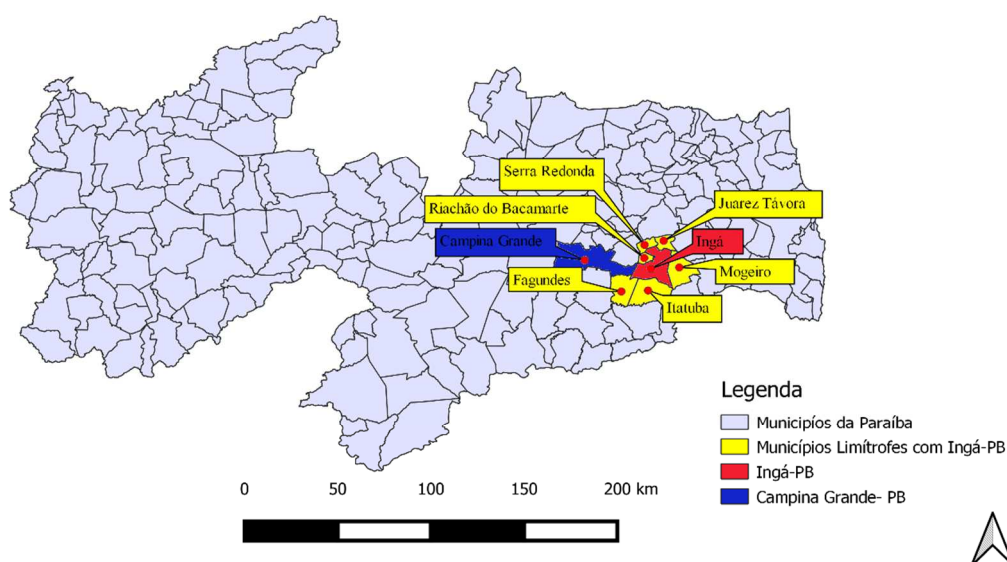 Serra Redonda
Juarez Távora
Riachão do Bacamarte
Campina Grande
Ingá
Mogeiro
Fagundes
Itatuba
Legenda
Municipíos da Paraíba
Municípios Limítrofes com Ingá-PB
Ingá-PB
Campina Grande- PB
0 50 100 150 200 km